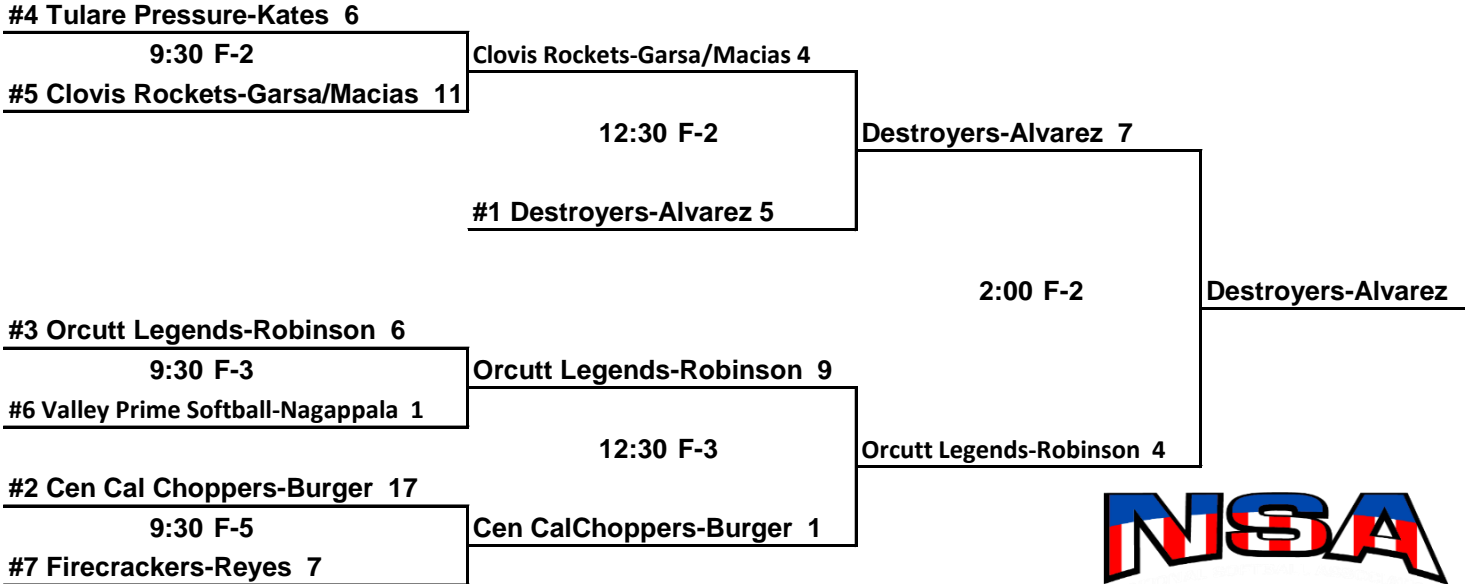 #4 Tulare Pressure-Kates 6
9:30 F-2
Clovis Rockets-Garsa/Macias 4
#5 Clovis Rockets-Garsa/Macias 11
12:30 F-2
Destroyers-Alvarez 7
#1 Destroyers-Alvarez 5
2:00 F-2
Destroyers-Alvarez
#3 Orcutt Legends-Robinson 6
9:30 F-3
Orcutt Legends-Robinson 9
#6 Valley Prime Softball-Nagappala 1
12:30 F-3
Orcutt Legends-Robinson 4
#2 Cen Cal Choppers-Burger 17
9:30 F-5
Cen CalChoppers-Burger 1
#7 Firecrackers-Reyes 7
NSA